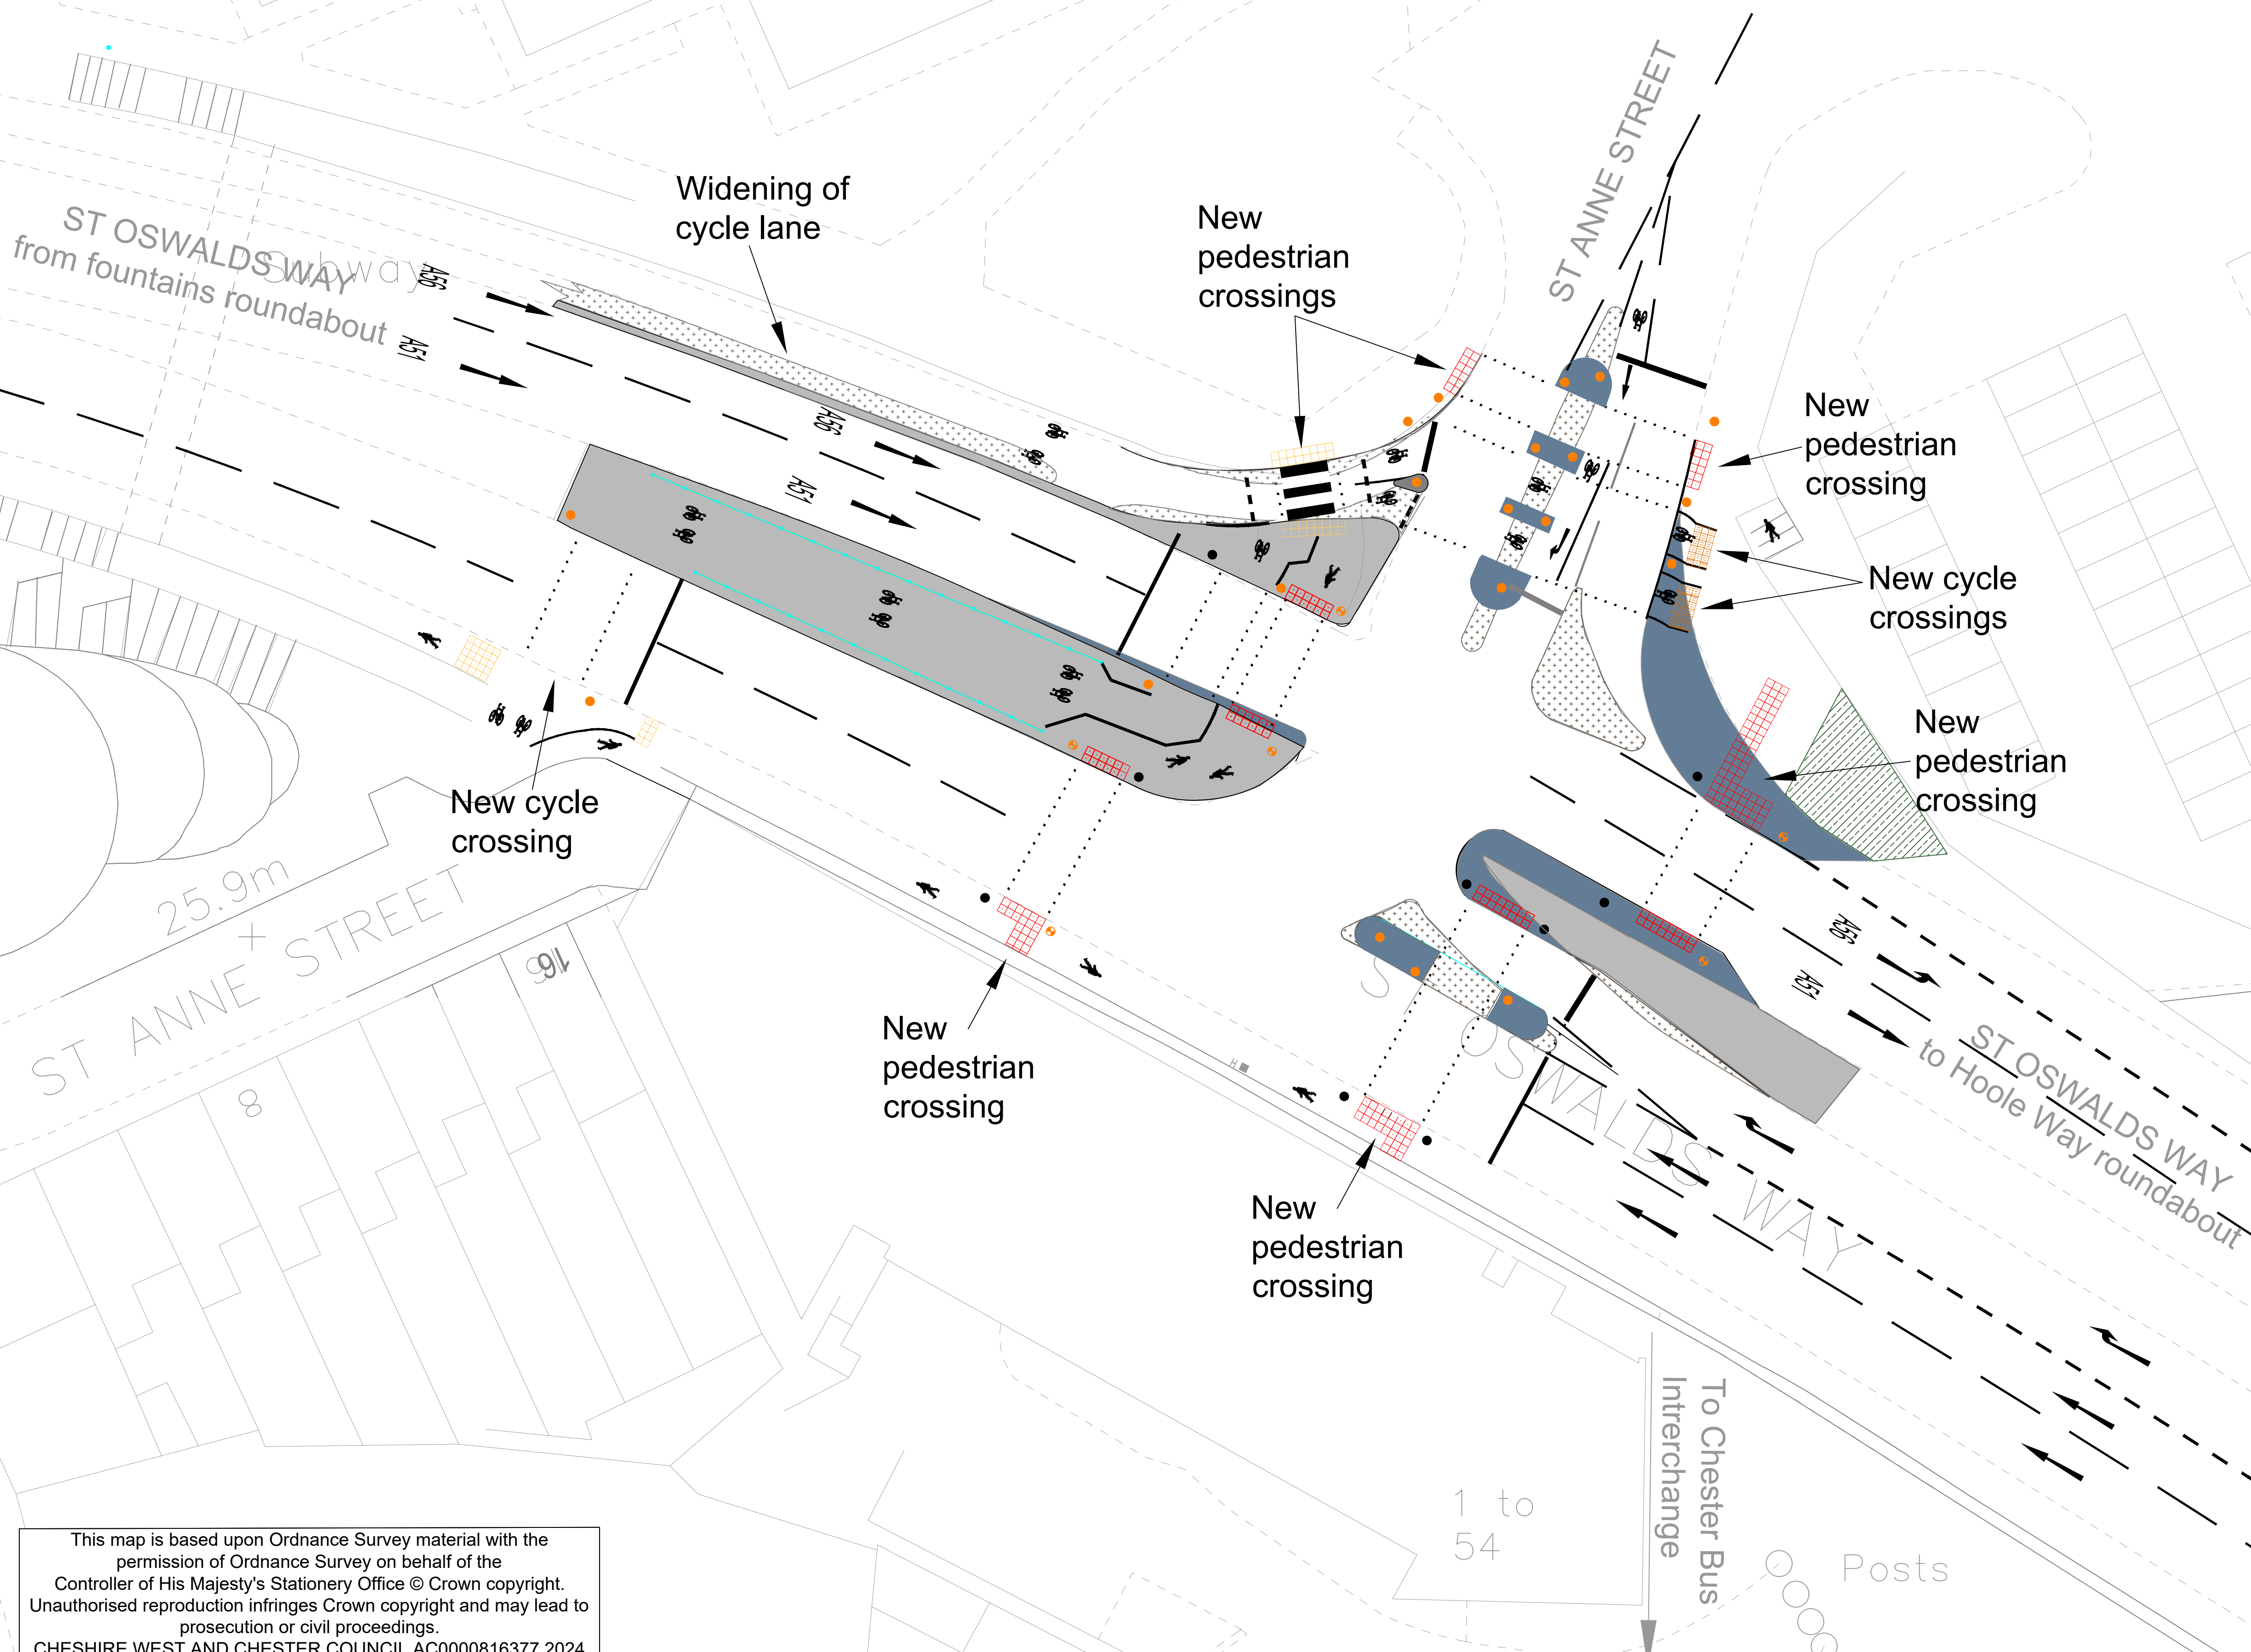 ST OSWALDS WAY
from fountains roundabout
Subway
A56
A51
Widening of
cycle lane
A56
A51
New
pedestrian
crossings
ST ANNE STREET
New
pedestrian
crossing
New cycle
crossings
New
pedestrian
crossing
New cycle
crossing
25.9m
ST ANNE STREET
16
8
New
pedestrian
crossing
New
pedestrian
crossing
H
ST OSWALDS WAY
A56
A51
ST OSWALDS WAY
to Hoole Way roundabout
To Chester Bus
Intrerchange
1 to
54
Posts
This map is based upon Ordnance Survey material with the
permission of Ordnance Survey on behalf of the
Controller of His Majesty's Stationery Office © Crown copyright.
Unauthorised reproduction infringes Crown copyright and may lead to
prosecution or civil proceedings.
CHESHIRE WEST AND CHESTER COUNCIL AC0000816377 2024